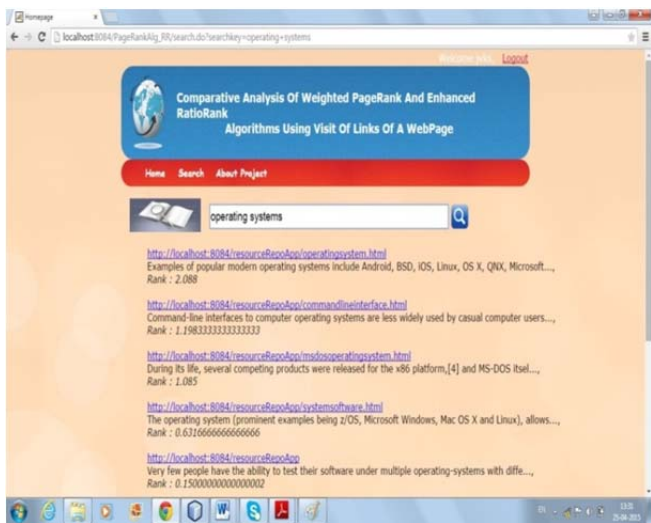 Homepage
localhost:8084/PageRankAlg_RR/search.do?searchkey=operating+systems
Logout
Comparative Analysis Of Weighted PageRank And Enhanced
RatioRank
Algorithms Using Visit Of Links Of A WebPage
Home Search About Project
operating systems
http://localhost:8084/resourceRepoApp/operatingsystem.html
Examples of popular modern operating systems include Android, BSD, iOS, Linux, OS X, QNX, Microsoft...,
Rank : 2.088
http://localhost:8084/resourceRepoApp/commandlineinterface.html
Command-line interfaces to computer operating systems are less widely used by casual computer users...,
Rank : 1.1983333333333333
http://localhost:8084/resourceRepoApp/msdosoperatingsystem.html
During its life, several competing products were released for the x86 platform,[4] and MS-DOS itsel...,
Rank : 1.085
http://localhost:8084/resourceRepoApp/systemsoftware.html
The operating system (prominent examples being z/OS, Microsoft Windows, Mac OS X and Linux), allows...,
Rank : 0.6316666666666666
http://localhost:8084/resourceRepoApp
Very few people have the ability to test their software under multiple operating-systems with diffe...,
Rank : 0.15000000000000002
EN